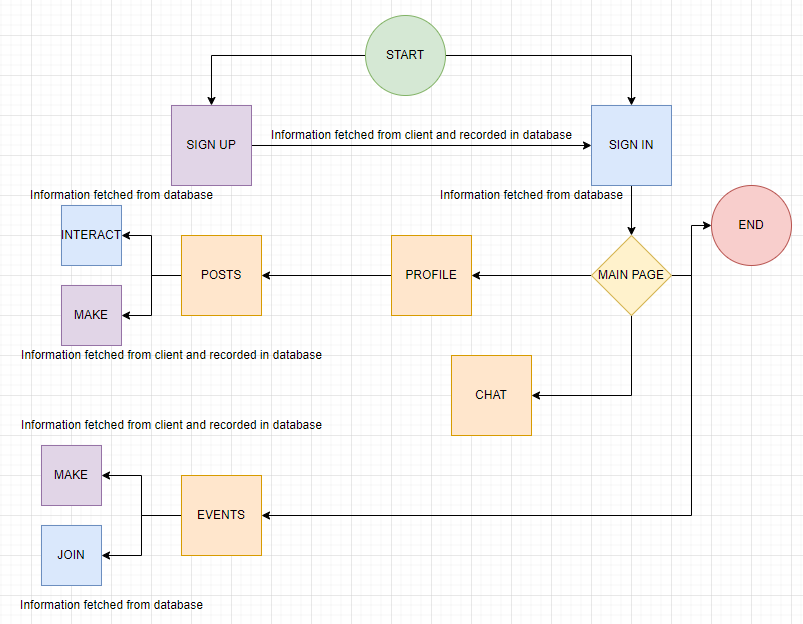 START
SIGN UP
Information fetched from client and recorded in database
SIGN IN
Information fetched from database
Information fetched from database
INTERACT
END
POSTS
PROFILE
MAIN PAGE
MAKE
Information fetched from client and recorded in database
CHAT
Information fetched from client and recorded in database
MAKE
EVENTS
JOIN
Information fetched from database